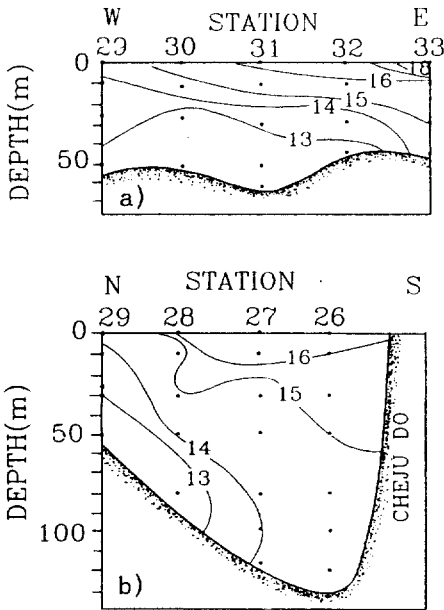 W STATION E
29 30 31 32 33
0
50
DEPTH(m)
18
16
15
14
13
a)
N STATION S
29 28 27 26
0
50
100
DEPTH(m)
16
15
14
13
CHEJU DO
b)